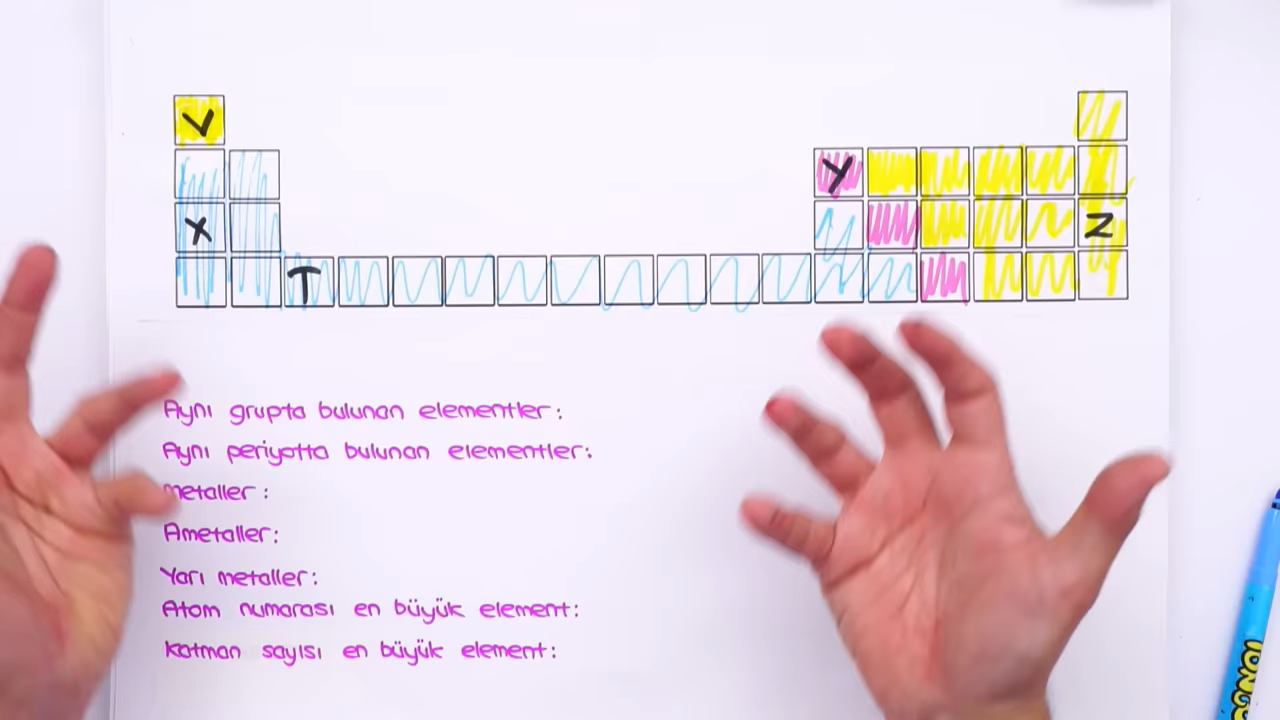 V
Y
X Z
T
Aynı grupta bulunan elementler:
Aynı periyotta bulunan elementler:
Metaller:
Ametaller:
Yarı metaller:
Atom numarası en büyük element:
Katman sayısı en büyük element: